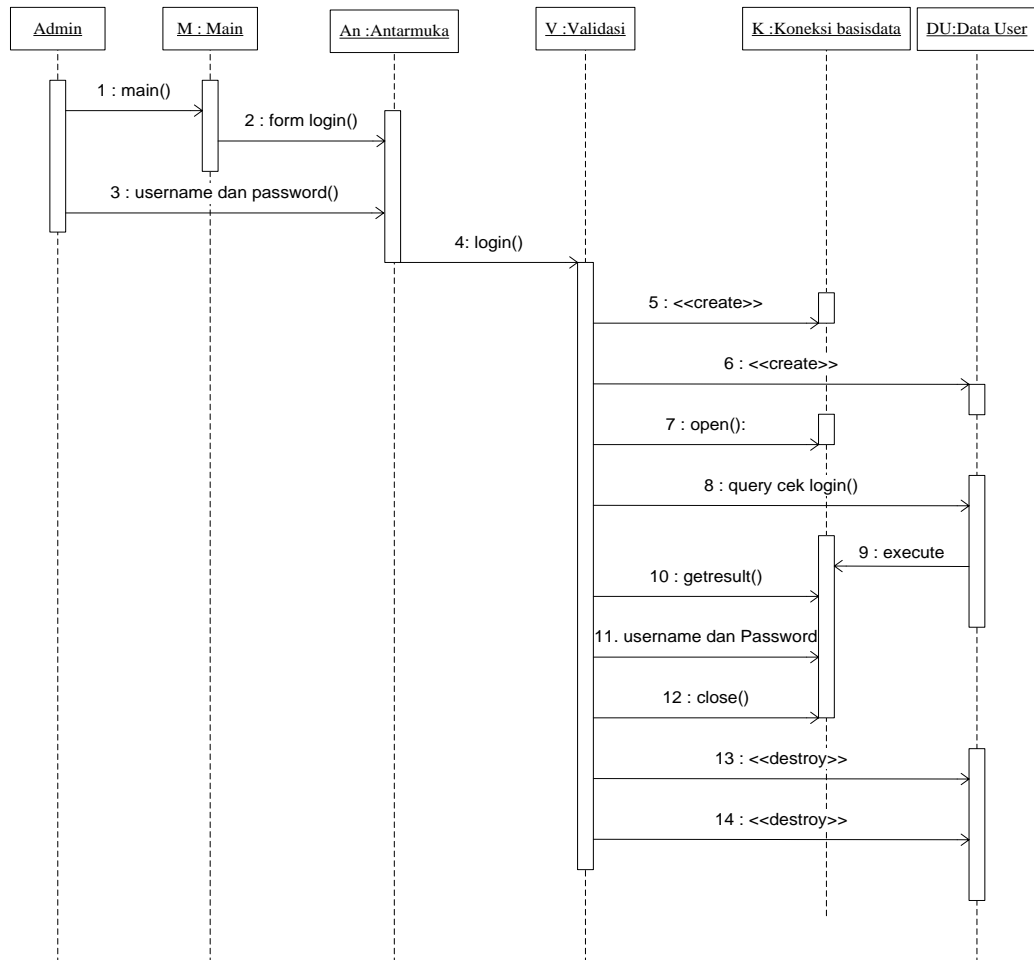 Admin
M : Main
An :Antarmuka
V :Validasi
K :Koneksi basisdata
DU:Data User
1 : main()
2 : form login()
3 : username dan password()
4: login()
5 : <<create>>
6 : <<create>>
7 : open():
8 : query cek login()
9 : execute
10 : getresult()
11. username dan Password
12 : close()
13 : <<destroy>>
14 : <<destroy>>